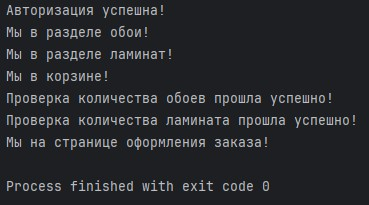 Авторизация успешна!
Мы в разделе обои!
Мы в разделе ламинат!
Мы в корзине!
Проверка количества обоев прошла успешно!
Проверка количества ламината прошла успешно!
Мы на странице оформления заказа!
Process finished with exit code 0